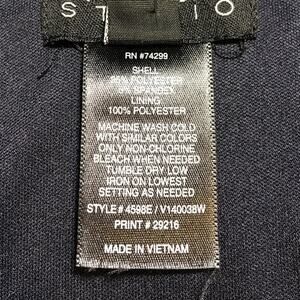 RN #74299
SHELL
95% POLYESTER
5% SPANDEX
LINING
100% POLYESTER
MACHINE WASH COLD
WITH SIMILAR COLORS
ONLY NON-CHLORINE
BLEACH WHEN NEEDED
TUMBLE DRY LOW
IRON ON LOWEST
SETTING AS NEEDED
STYLE # 4598E / V140038W
PRINT # 29216
MADE IN VIETNAM